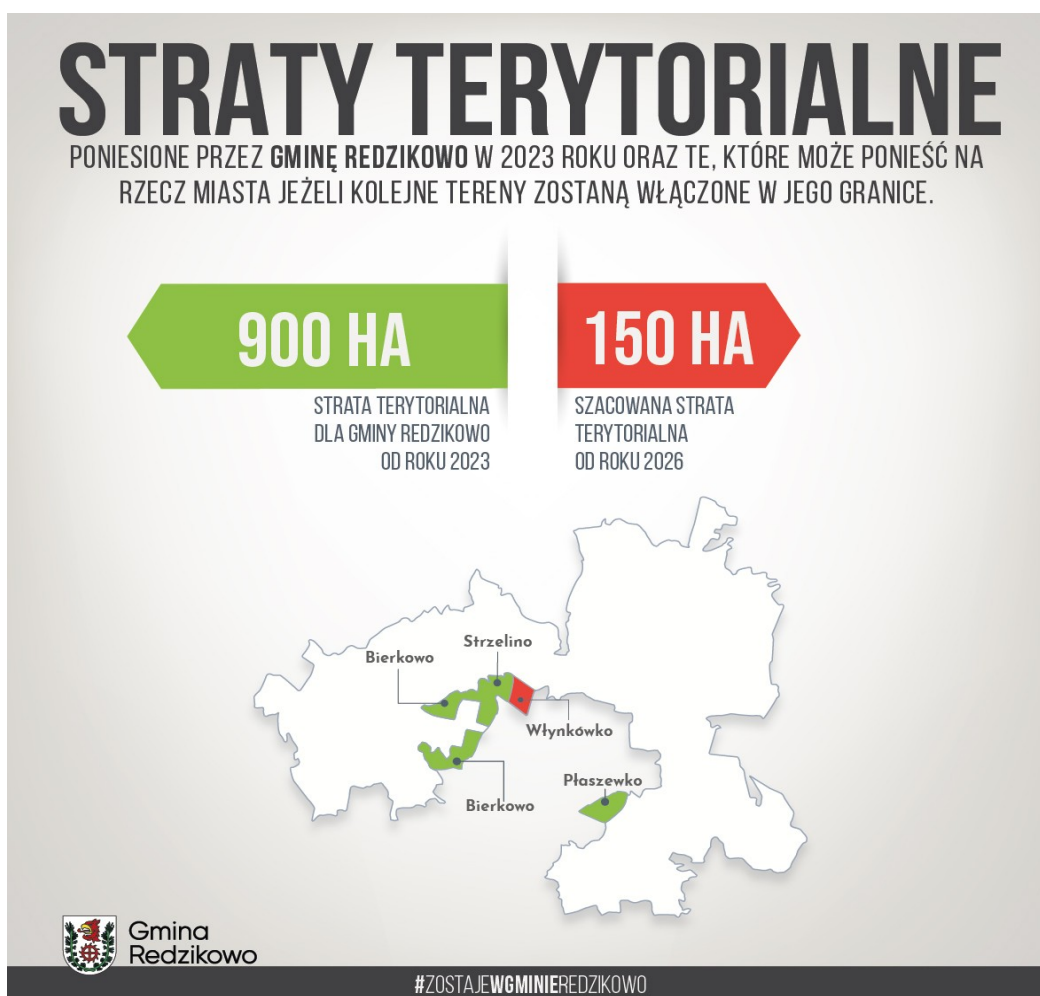 STRATY TERYTORIALNE
PONIESIONE PRZEZ GMINĘ REDZIKOWO W 2023 ROKU ORAZ TE, KTÓRE MOŻE PONIEŚĆ NA
RZECZ MIASTA JEŻELI KOLEJNE TERENY ZOSTANĄ WŁĄCZONE W JEGO GRANICE.
900 HA
STRATA TERYTORIALNA
DLA GMINY REDZIKOWO
OD ROKU 2023
150 HA
SZACOWANA STRATA
TERYTORIALNA
OD ROKU 2026
Strzelino
Bierkowo
Włynkówko
Płaszewko
Bierkowo
Gmina
Redzikowo
#ZOSTAJEWGMINIEREDZIKOWO